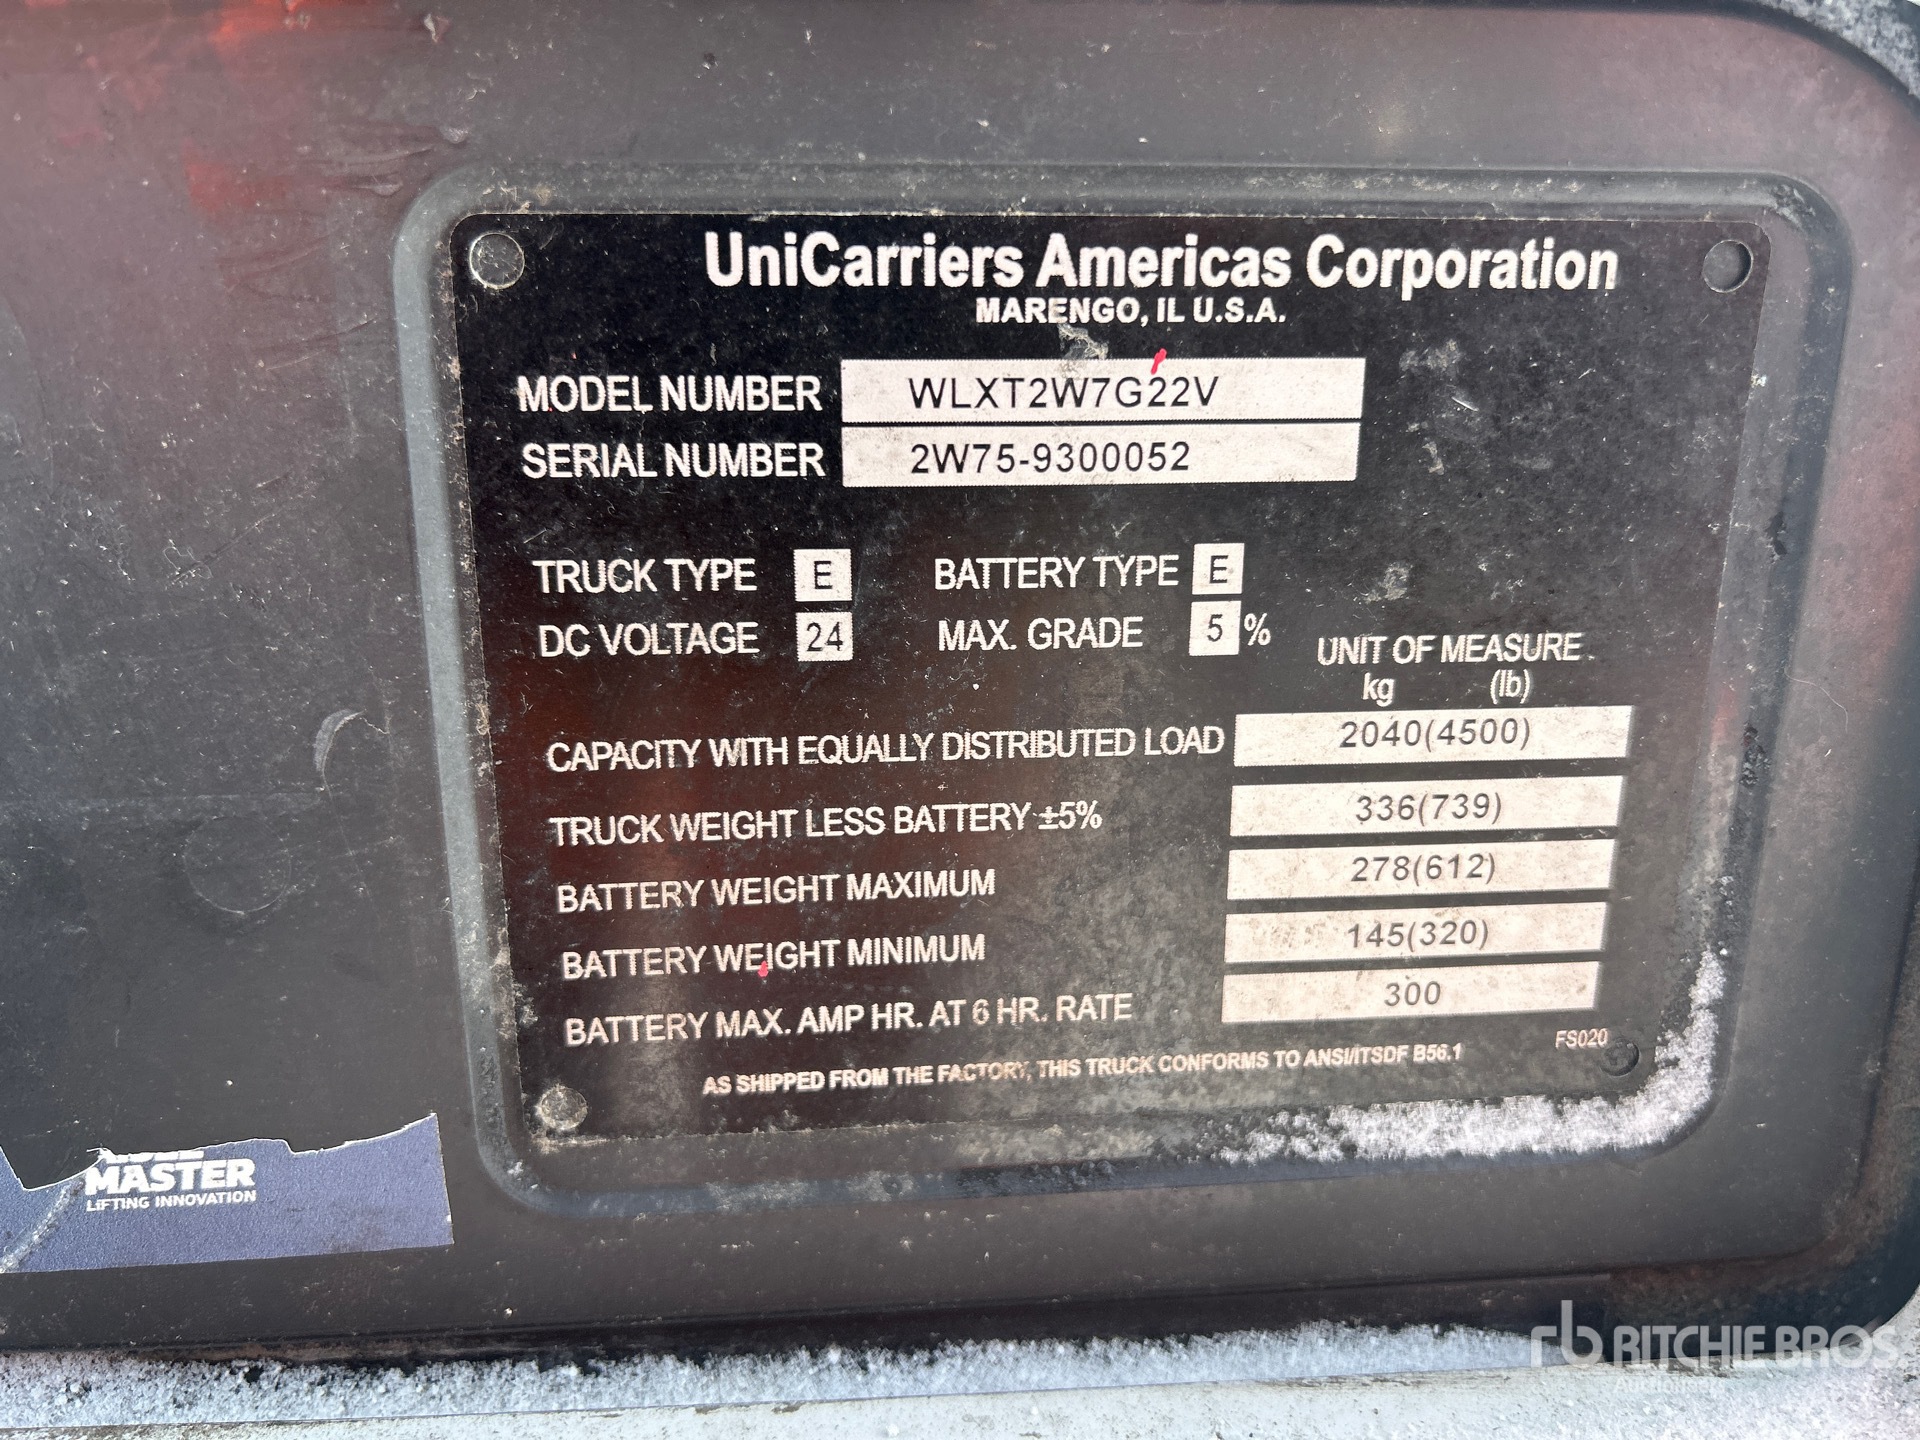 UniCarriers Americas Corporation
MARENGO, IL U.S.A.
MODEL NUMBER WLXT2W7G22V
SERIAL NUMBER 2W75-9300052
TRUCK TYPE E BATTERY TYPE E
DC VOLTAGE 24 MAX. GRADE 5 %
UNIT OF MEASURE
kg (lb)
CAPACITY WITH EQUALLY DISTRIBUTED LOAD 2040(4500)
TRUCK WEIGHT LESS BATTERY ±5% 336(739)
BATTERY WEIGHT MAXIMUM 278(612)
BATTERY WEIGHT MINIMUM 145(320)
BATTERY MAX. AMP HR. AT 6 HR. RATE 300
FS020
AS SHIPPED FROM THE FACTORY, THIS TRUCK CONFORMS TO ANSI/ITSDF B56.1
MASTER
LIFTING INNOVATION
rb RITCHIE BROS.
Auctioneers